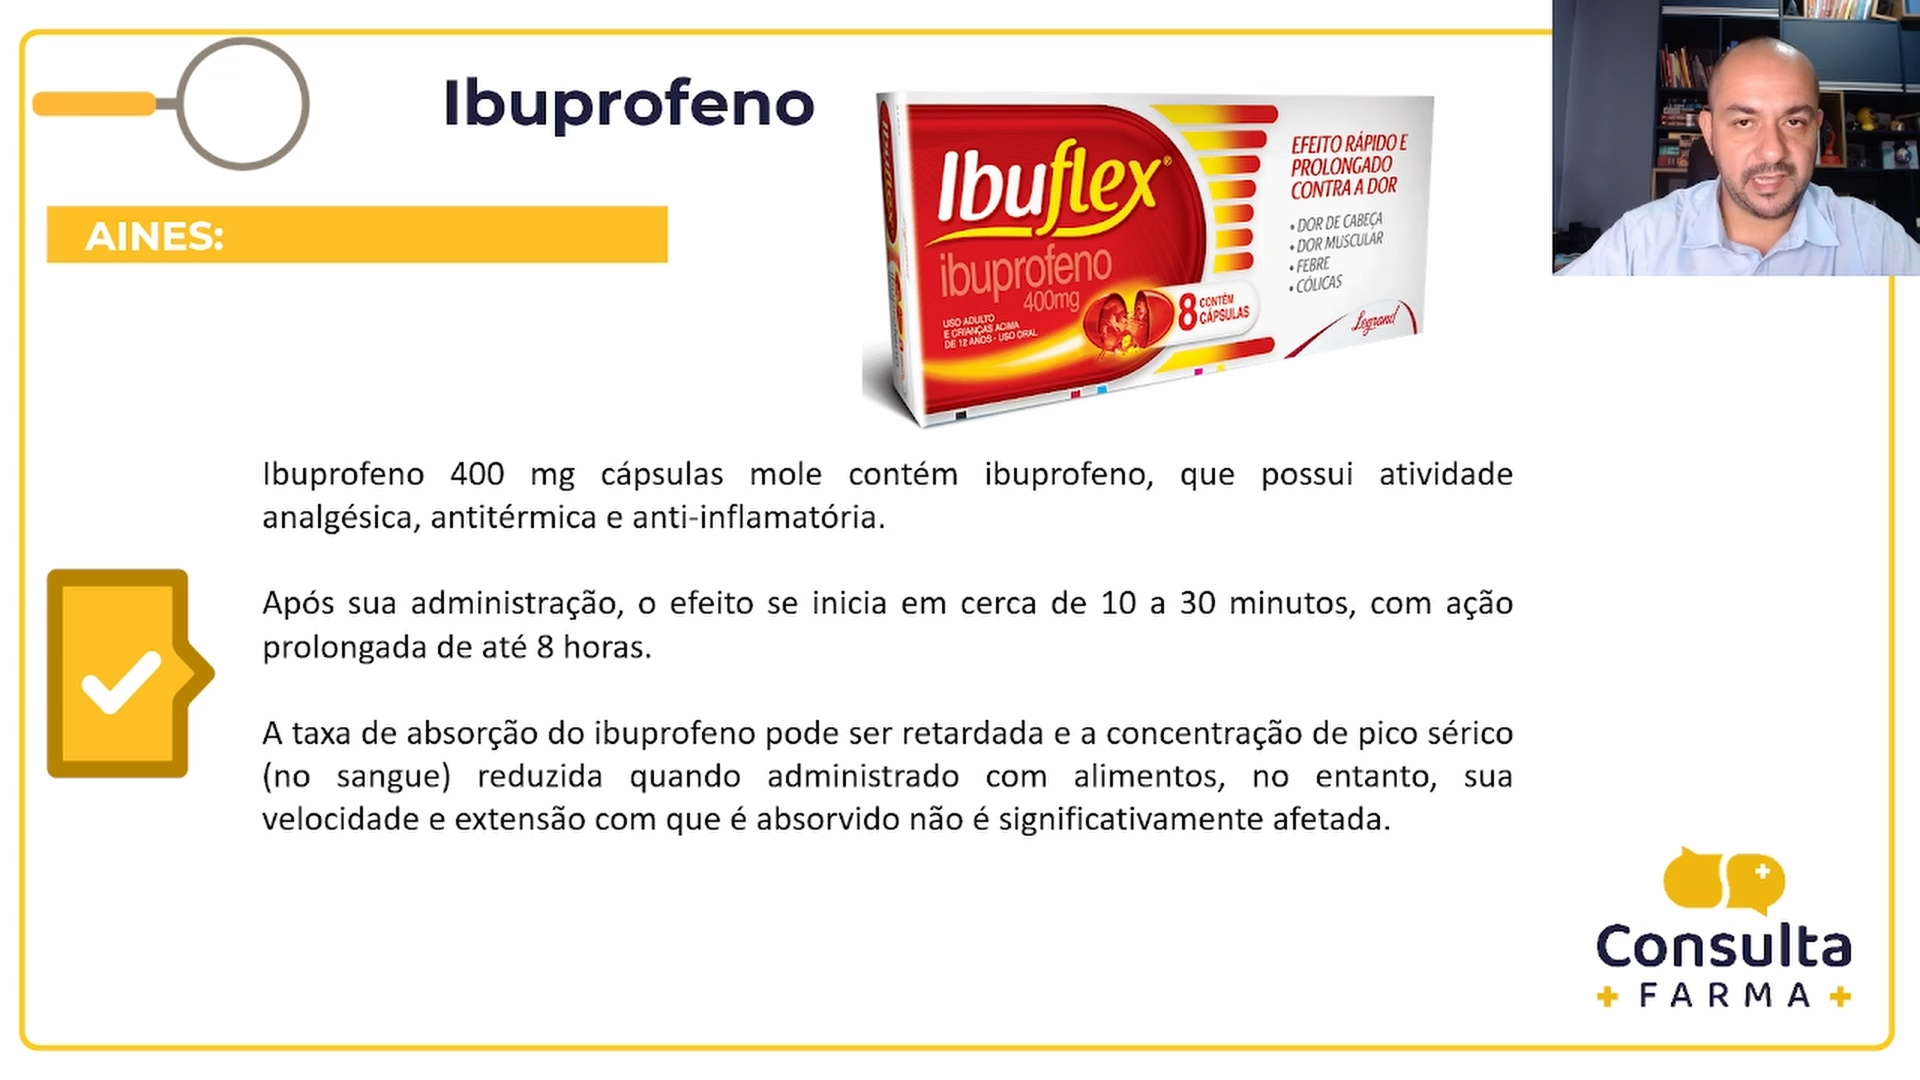 Ibuprofeno
AINES:
Ibuflex®
ibuprofeno
400mg
USO ADULTO
E CRIANÇAS ACIMA
DE 12 ANOS - USO ORAL
8 CONTÉM
CÁPSULAS
EFEITO RÁPIDO E
PROLONGADO
CONTRA A DOR
• DOR DE CABEÇA
• DOR MUSCULAR
• FEBRE
• CÓLICAS
Legrand
Ibuprofeno 400 mg cápsulas mole contém ibuprofeno, que possui atividade
analgésica, antitérmica e anti-inflamatória.
Após sua administração, o efeito se inicia em cerca de 10 a 30 minutos, com ação
prolongada de até 8 horas.
A taxa de absorção do ibuprofeno pode ser retardada e a concentração de pico sérico
(no sangue) reduzida quando administrado com alimentos, no entanto, sua
velocidade e extensão com que é absorvido não é significativamente afetada.
Consulta
+ FARMA +